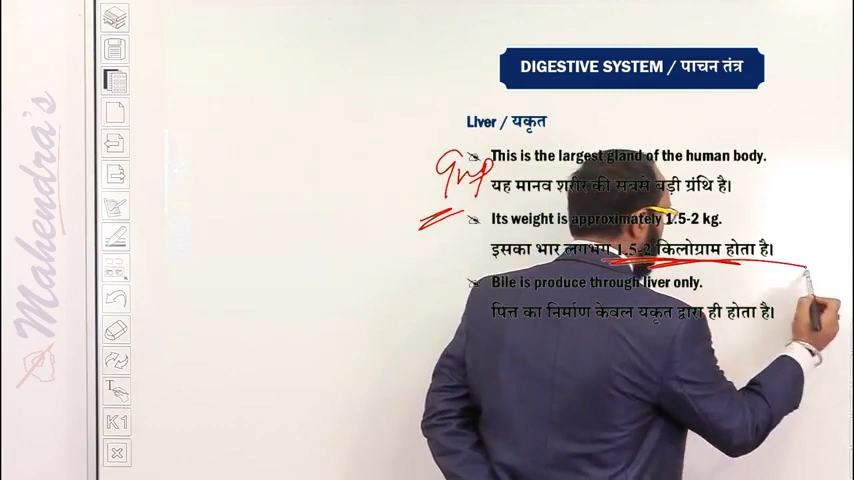 Mahendra's
DIGESTIVE SYSTEM / पाचन तंत्र
Liver / यकृत
Imp
This is the largest gland of the human body.
यह मानव शरीर की सबसे बड़ी ग्रंथि है।
Its weight is approximately 1.5-2 kg.
इसका भार लगभग 1.5-2 किलोग्राम होता है।
Bile is produce through liver only.
पित्त का निर्माण केवल यकृत द्वारा ही होता है।
T
K1